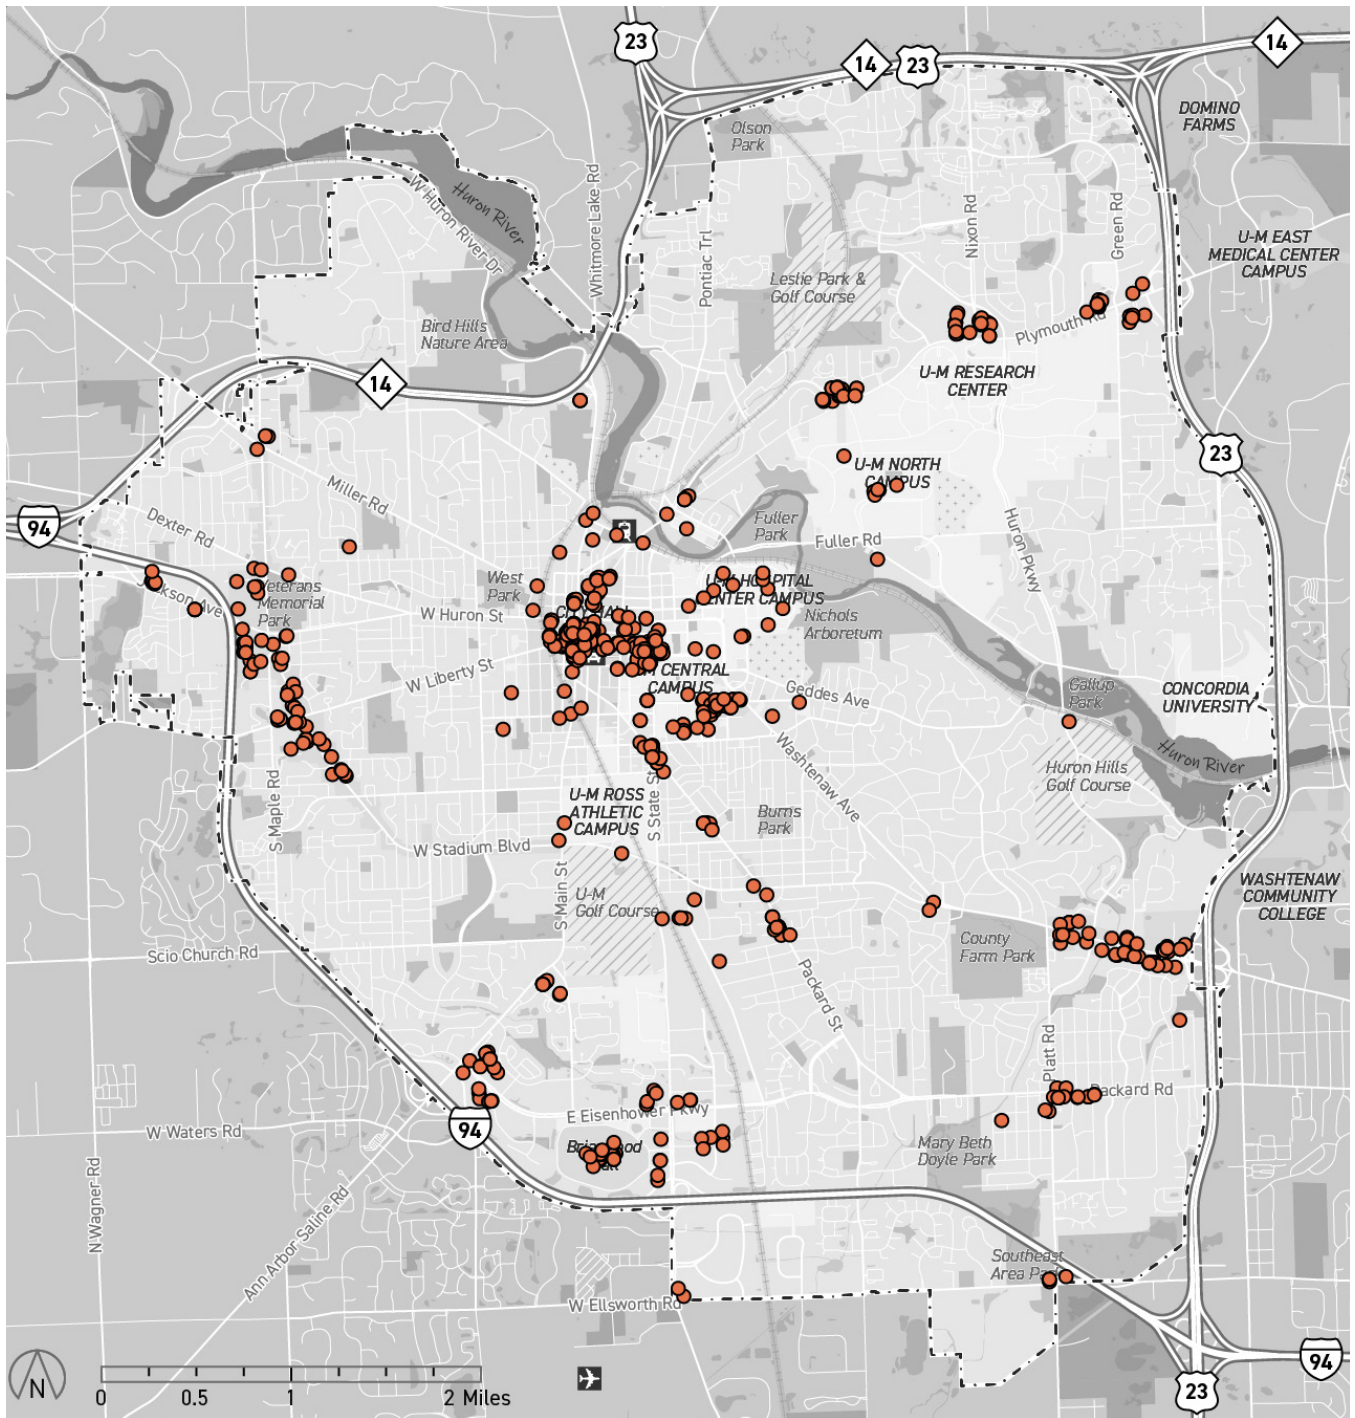 23
14
23
14
DOMINO
FARMS
Olson
Park
Whitmore Lake Rd
Huron River
W Huron River Dr
Pontiac Trl
Nixon Rd
Green Rd
U-M EAST
MEDICAL CENTER
CAMPUS
Leslie Park &
Golf Course
Bird Hills
Nature Area
Plymouth Rd
14
U-M RESEARCH
CENTER
23
U-M NORTH
CAMPUS
Miller Rd
94
Dexter Rd
Fuller
Park
Fuller Rd
Huron Pkwy
West
Park
Veterans
Memorial
Park
W Huron St
Nichols
Arboretum
W Liberty St
CENTRAL
CAMPUS
Geddes Ave
Gallup
Park
CONCORDIA
UNIVERSITY
Huron River
Washtenaw Ave
Huron Hills
Golf Course
S Maple Rd
U-M ROSS
ATHLETIC
CAMPUS
S State St
Burns
Park
W Stadium Blvd
S Main St
U-M
Golf Course
WASHTENAW
COMMUNITY
COLLEGE
Scio Church Rd
County
Farm Park
Packard St
Platt Rd
Packard Rd
E Eisenhower Pkwy
94
W Waters Rd
Mary Beth
Doyle Park
N Wagner Rd
Ann Arbor Saline Rd
Southeast
Area Park
W Ellsworth Rd
94
23
N
0 0.5 1 2 Miles